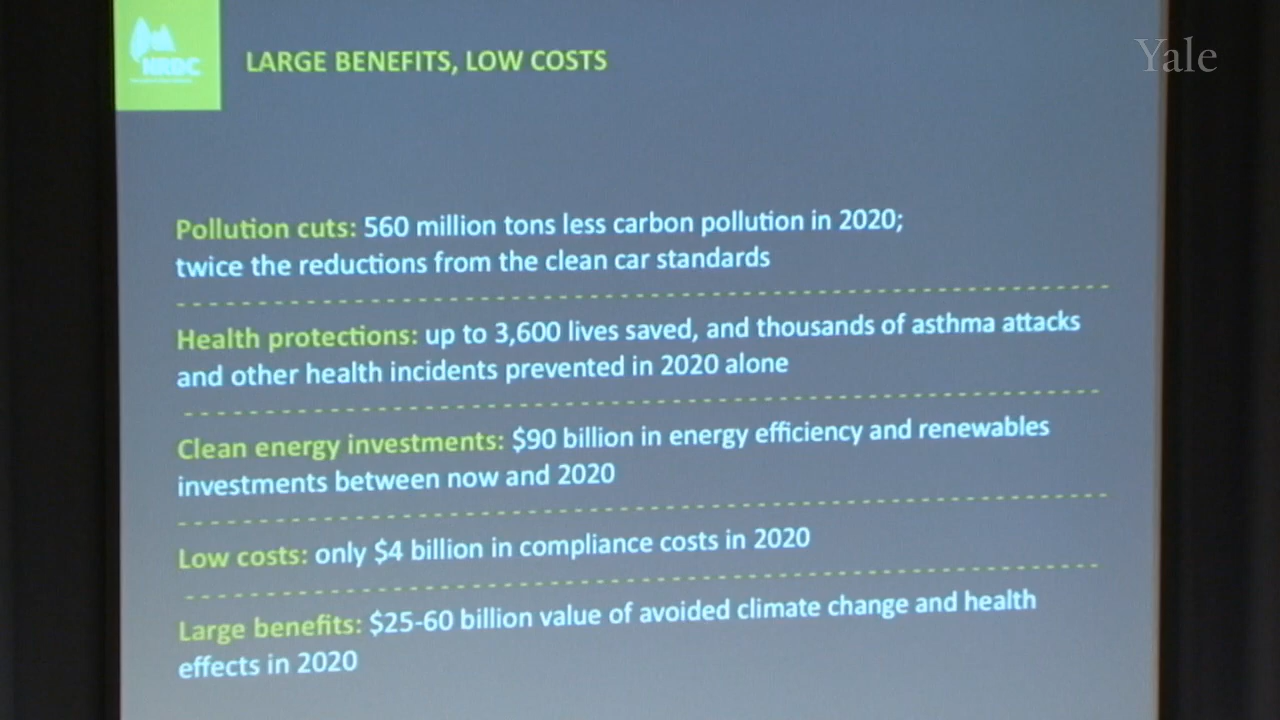 NRDC
LARGE BENEFITS, LOW COSTS
Yale
Pollution cuts: 560 million tons less carbon pollution in 2020;
twice the reductions from the clean car standards
Health protections: up to 3,600 lives saved, and thousands of asthma attacks
and other health incidents prevented in 2020 alone
Clean energy investments: $90 billion in energy efficiency and renewables
investments between now and 2020
Low costs: only $4 billion in compliance costs in 2020
Large benefits: $25-60 billion value of avoided climate change and health
effects in 2020